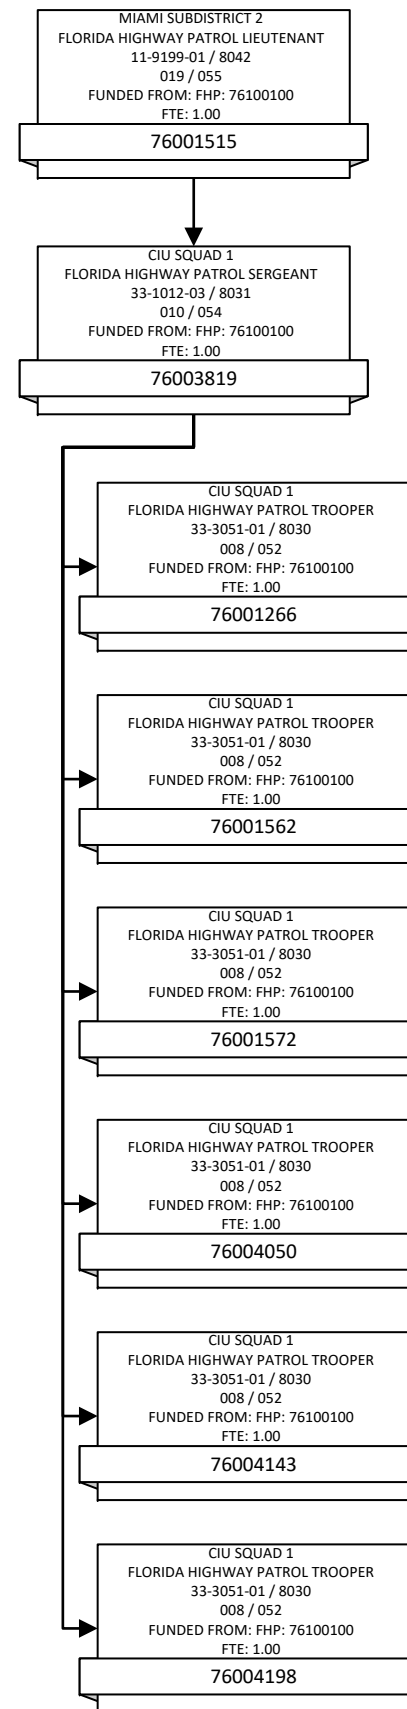 MIAMI SUBDISTRICT 2
FLORIDA HIGHWAY PATROL LIEUTENANT
11-9199-01 / 8042
019 / 055
FUNDED FROM: FHP: 76100100
FTE: 1.00
76001515
CIU SQUAD 1
FLORIDA HIGHWAY PATROL SERGEANT
33-1012-03 / 8031
010 / 054
FUNDED FROM: FHP: 76100100
FTE: 1.00
76003819
CIU SQUAD 1
FLORIDA HIGHWAY PATROL TROOPER
33-3051-01 / 8030
008 / 052
FUNDED FROM: FHP: 76100100
FTE: 1.00
76001266
CIU SQUAD 1
FLORIDA HIGHWAY PATROL TROOPER
33-3051-01 / 8030
008 / 052
FUNDED FROM: FHP: 76100100
FTE: 1.00
76001562
CIU SQUAD 1
FLORIDA HIGHWAY PATROL TROOPER
33-3051-01 / 8030
008 / 052
FUNDED FROM: FHP: 76100100
FTE: 1.00
76001572
CIU SQUAD 1
FLORIDA HIGHWAY PATROL TROOPER
33-3051-01 / 8030
008 / 052
FUNDED FROM: FHP: 76100100
FTE: 1.00
76004050
CIU SQUAD 1
FLORIDA HIGHWAY PATROL TROOPER
33-3051-01 / 8030
008 / 052
FUNDED FROM: FHP: 76100100
FTE: 1.00
76004143
CIU SQUAD 1
FLORIDA HIGHWAY PATROL TROOPER
33-3051-01 / 8030
008 / 052
FUNDED FROM: FHP: 76100100
FTE: 1.00
76004198